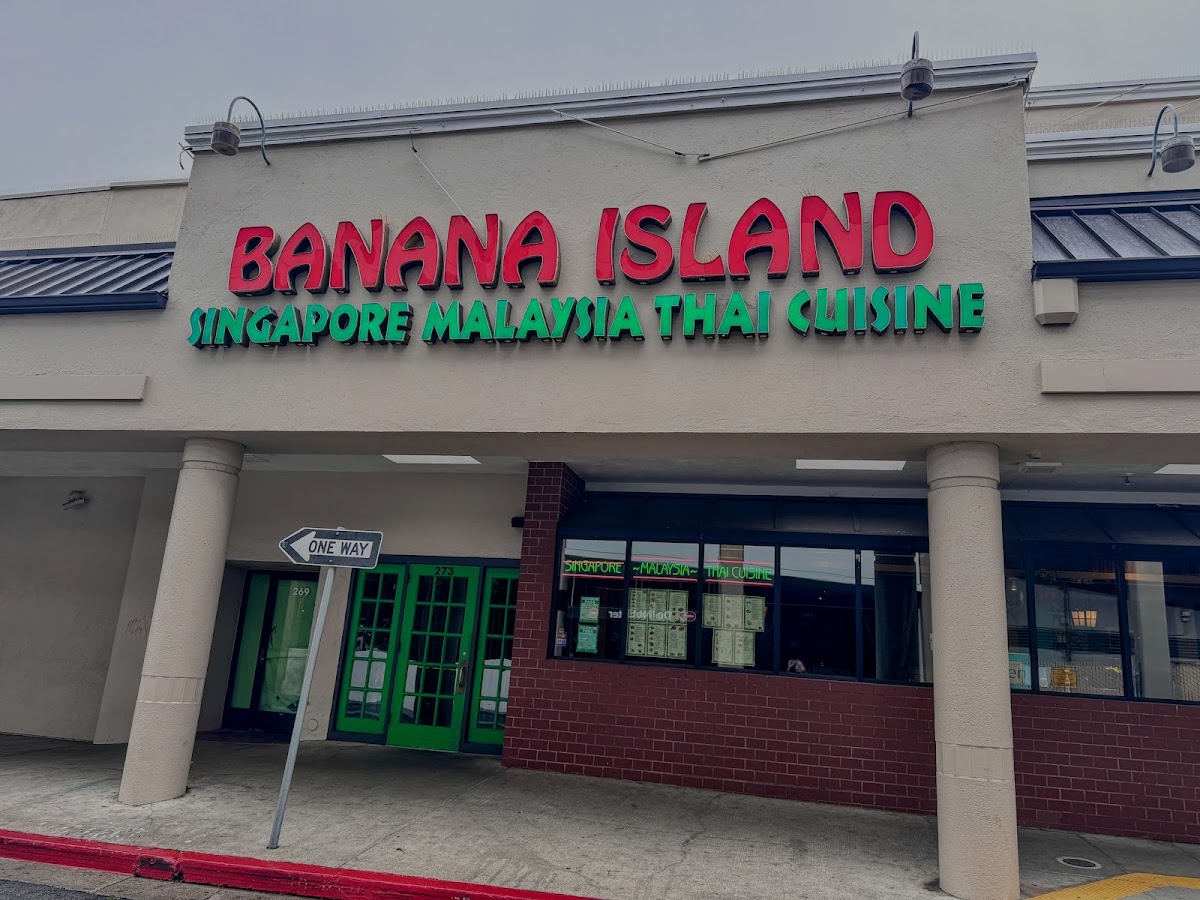 BANANA ISLAND
SINGAPORE MALAYSIA THAI CUISINE
ONE WAY
273
269
SINGAPORE ~MALAYSIA~ THAI CUISINE